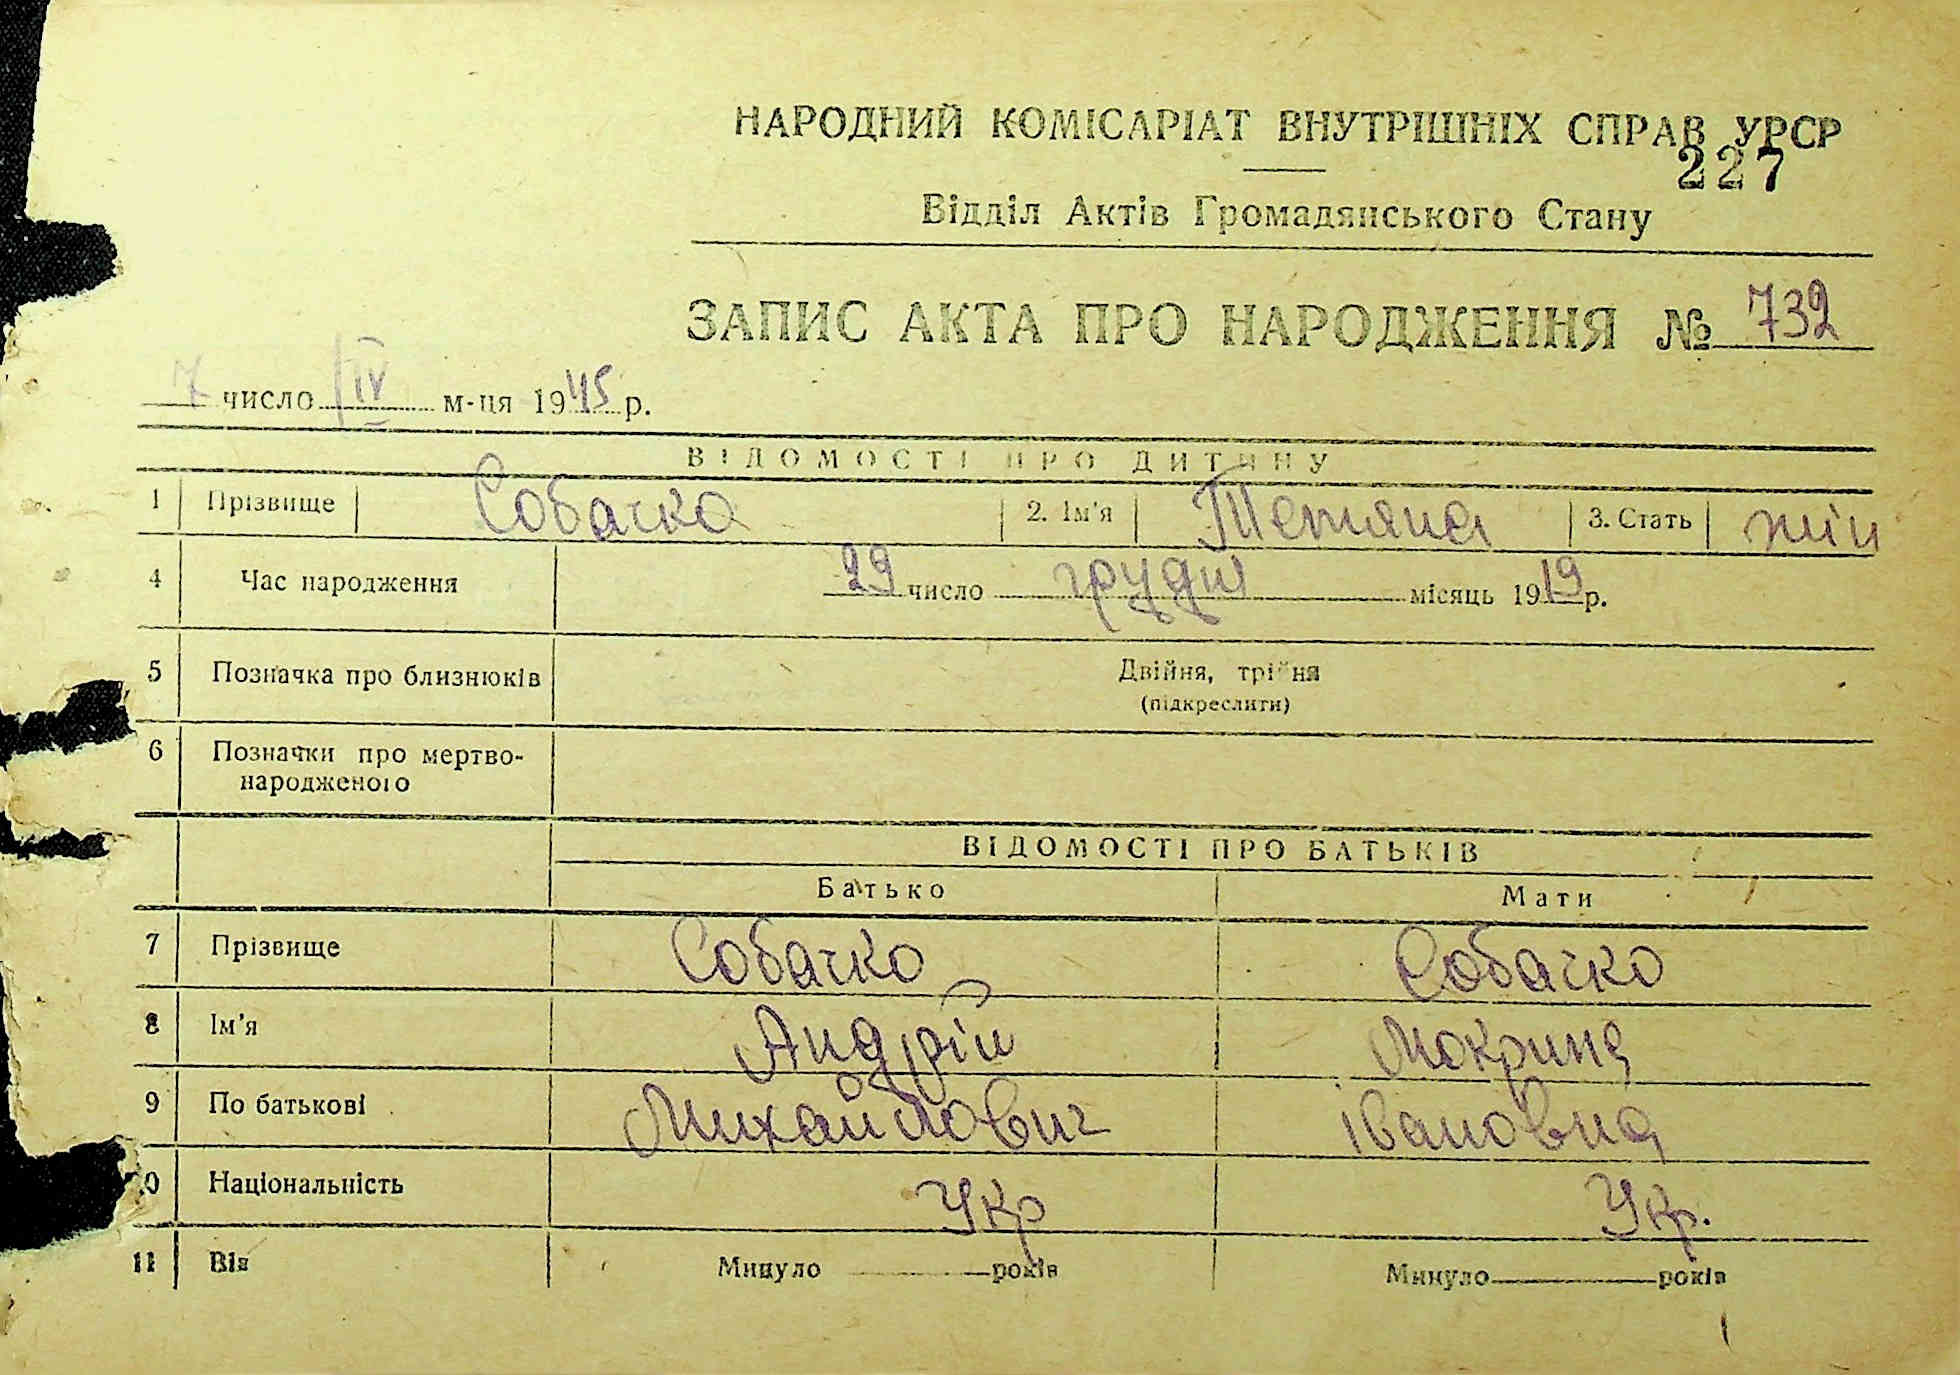 НАРОДНИЙ КОМІСАРІАТ ВНУТРІШНІХ СПРАВ УРСР
227
Відділ Актів Громадянського Стану
ЗАПИС АКТА ПРО НАРОДЖЕННЯ № 732
7 число IV м-ця 1945 р.
ВІДОМОСТІ ПРО ДИТИНУ
1 Прізвище Собачко 2. Ім'я Тетяна 3. Стать жін
4 Час народження 29 число грудня місяць 1919 р.
5 Позначка про близнюків Двійня, трійня
(підкреслити)
6 Позначки про мертво-
народженого
ВІДОМОСТІ ПРО БАТЬКІВ
Батько Мати
7 Прізвище Собачко Собачко
8 Ім'я Андрій Мокрина
9 По батькові Михайлович Івановна
10 Національність Укр Укр.
11 Вік Минуло років Минуло років